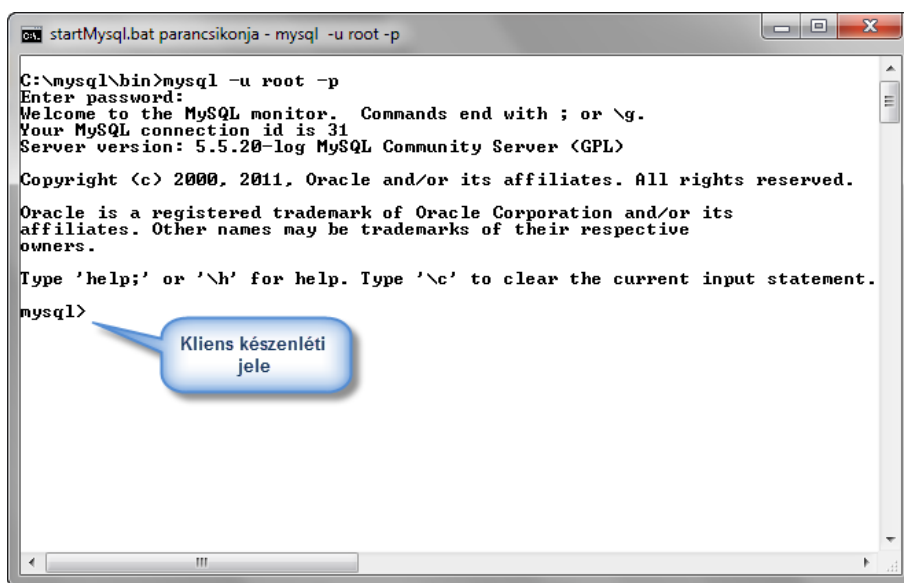 startMysql.bat parancsikonja - mysql -u root -p
C:\mysql\bin>mysql -u root -p
Enter password:
Welcome to the MySQL monitor.  Commands end with ; or \g.
Your MySQL connection id is 31
Server version: 5.5.20-log MySQL Community Server (GPL)
Copyright (c) 2000, 2011, Oracle and/or its affiliates. All rights reserved.
Oracle is a registered trademark of Oracle Corporation and/or its
affiliates. Other names may be trademarks of their respective
owners.
Type 'help;' or '\h' for help. Type '\c' to clear the current input statement.
mysql>
Kliens készenléti
jele